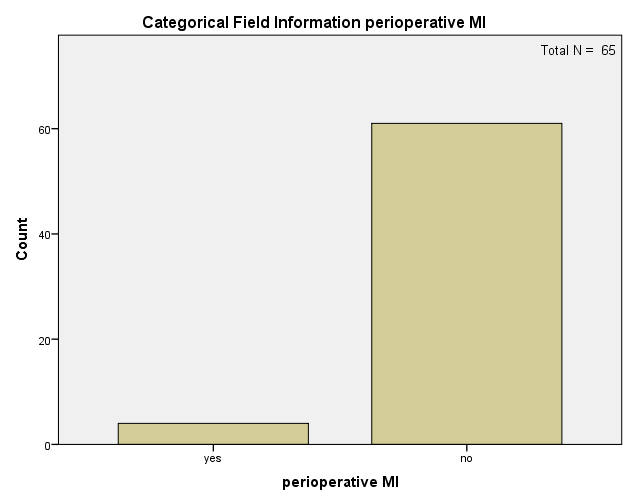 Categorical Field Information perioperative MI
Total N = 65
60
40
20
0
Count
yes
no
perioperative MI